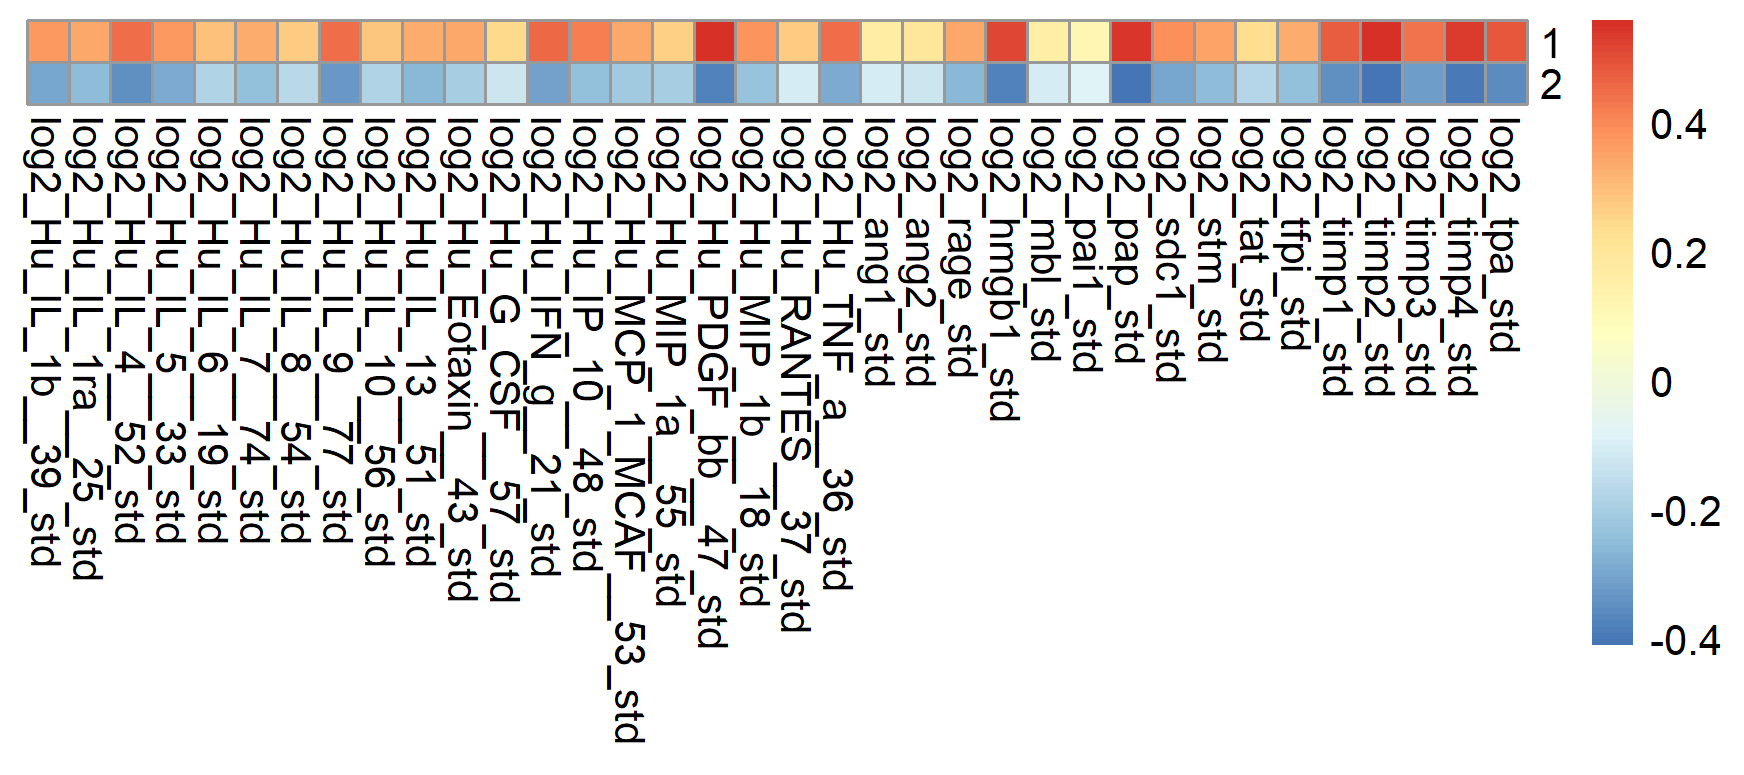 1
2
log2_Hu_IL_1b__39_std
log2_Hu_IL_1ra__25_std
log2_Hu_IL_4__52_std
log2_Hu_IL_5__33_std
log2_Hu_IL_6__19_std
log2_Hu_IL_7__74_std
log2_Hu_IL_8__54_std
log2_Hu_IL_9__77_std
log2_Hu_IL_10__56_std
log2_Hu_IL_13__51_std
log2_Hu_Eotaxin__43_std
log2_Hu_G_CSF__57_std
log2_Hu_IFN_g__21_std
log2_Hu_IP_10__48_std
log2_Hu_MCP_1_MCAF__53_std
log2_Hu_MIP_1a__55_std
log2_Hu_PDGF_bb__47_std
log2_Hu_MIP_1b__18_std
log2_Hu_RANTES__37_std
log2_Hu_TNF_a__36_std
log2_ang1_std
log2_ang2_std
log2_rage_std
log2_hmgb1_std
log2_mbl_std
log2_pai1_std
log2_pap_std
log2_sdc1_std
log2_stm_std
log2_tat_std
log2_tfpi_std
log2_timp1_std
log2_timp2_std
log2_timp3_std
log2_timp4_std
log2_tpa_std
0.4
0.2
0
-0.2
-0.4